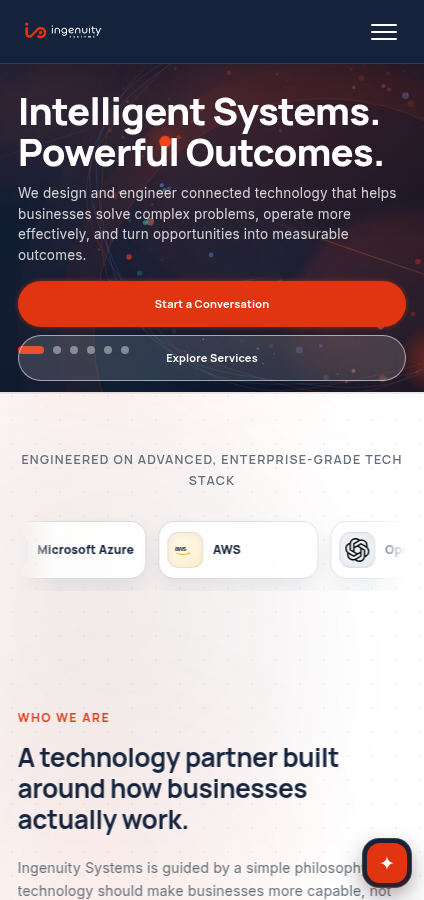 ingenuity
systems
Intelligent Systems.
Powerful Outcomes.
We design and engineer connected technology that helps
businesses solve complex problems, operate more
effectively, and turn opportunities into measurable
outcomes.
Start a Conversation
Explore Services
ENGINEERED ON ADVANCED, ENTERPRISE-GRADE TECH
STACK
Microsoft Azure
aws
AWS
WHO WE ARE
A technology partner built
around how businesses
actually work.
Ingenuity Systems is guided by a simple
technology should make businesses more capable, not